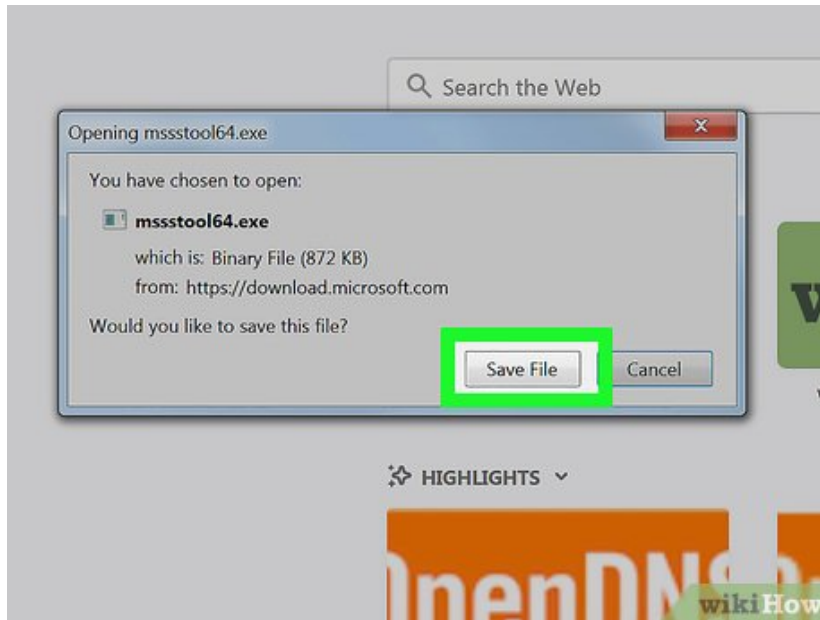 Search the Web
Opening mssstool64.exe
x
You have chosen to open:
mssstool64.exe
which is: Binary File (872 KB)
from: https://download.microsoft.com
Would you like to save this file?
Save File
Cancel
HIGHLIGHTS
OpenDNS
wikiHow